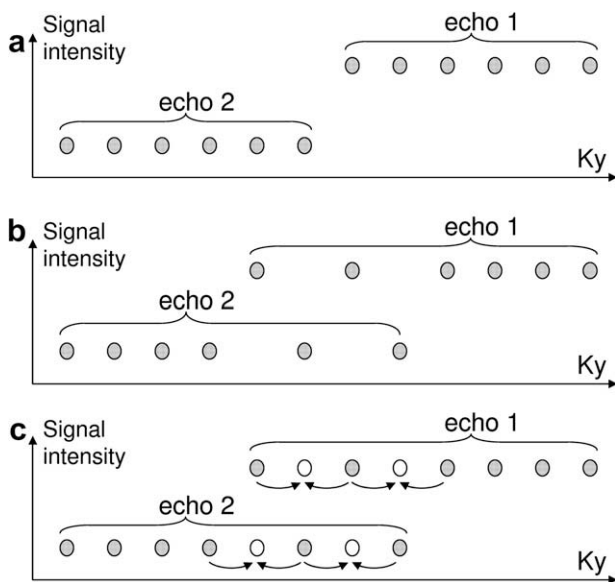 a
Signal
intensity
echo 1
echo 2
Ky
b
Signal
intensity
echo 1
echo 2
Ky
c
Signal
intensity
echo 1
echo 2
Ky